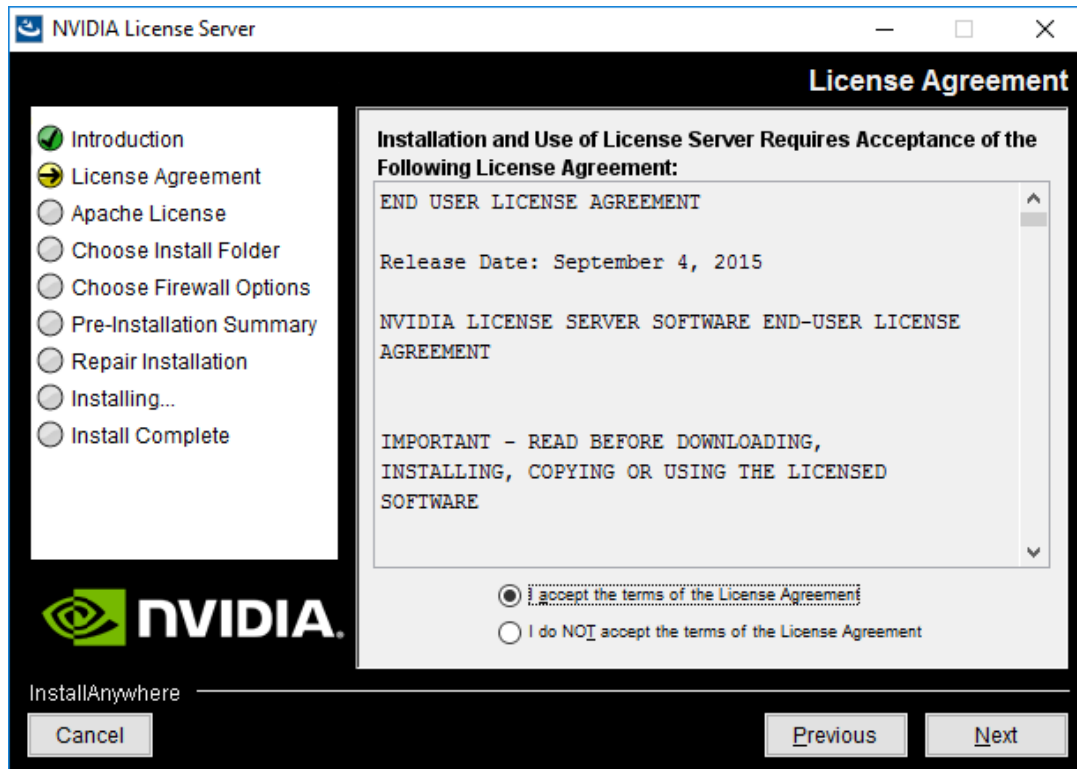 NVIDIA License Server
License Agreement
Introduction
License Agreement
Apache License
Choose Install Folder
Choose Firewall Options
Pre-Installation Summary
Repair Installation
Installing...
Install Complete
Installation and Use of License Server Requires Acceptance of the
Following License Agreement:
END USER LICENSE AGREEMENT
Release Date: September 4, 2015
NVIDIA LICENSE SERVER SOFTWARE END-USER LICENSE
AGREEMENT
IMPORTANT - READ BEFORE DOWNLOADING,
INSTALLING, COPYING OR USING THE LICENSED
SOFTWARE
I accept the terms of the License Agreement
I do NOT accept the terms of the License Agreement
NVIDIA.
InstallAnywhere
Cancel
Previous
Next